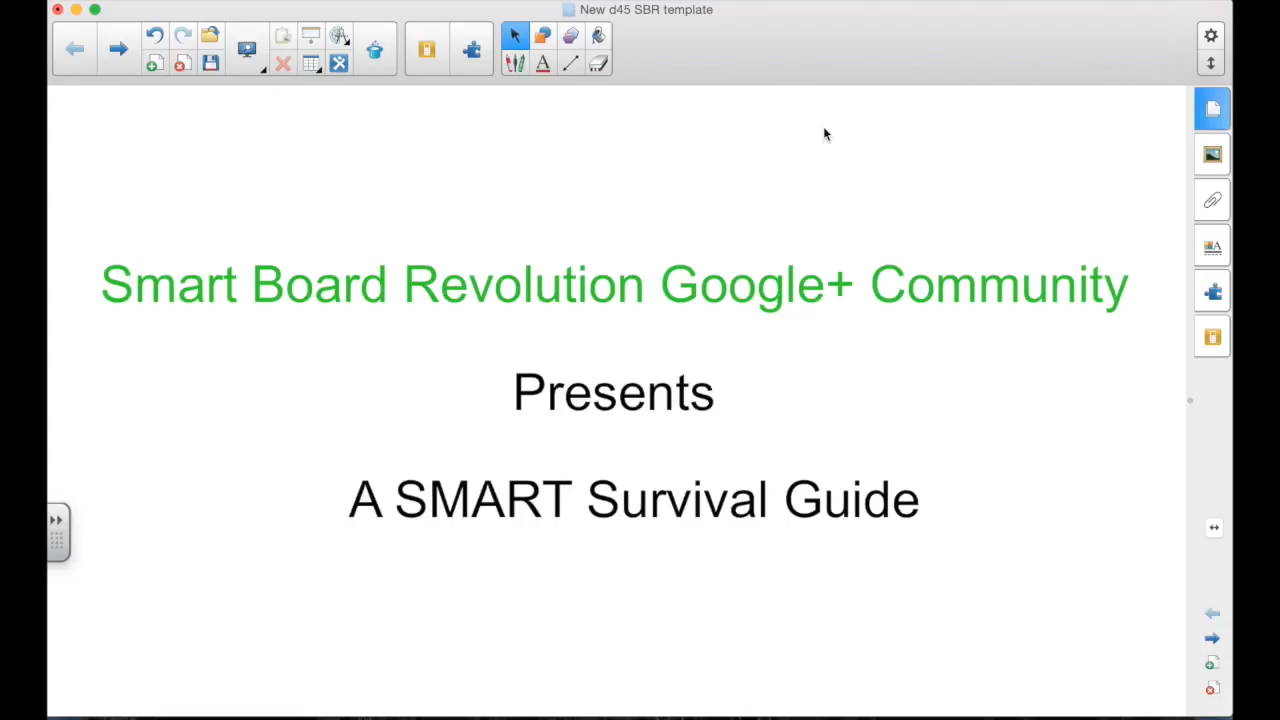 New d45 SBR template
Smart Board Revolution Google+ Community
Presents
A SMART Survival Guide